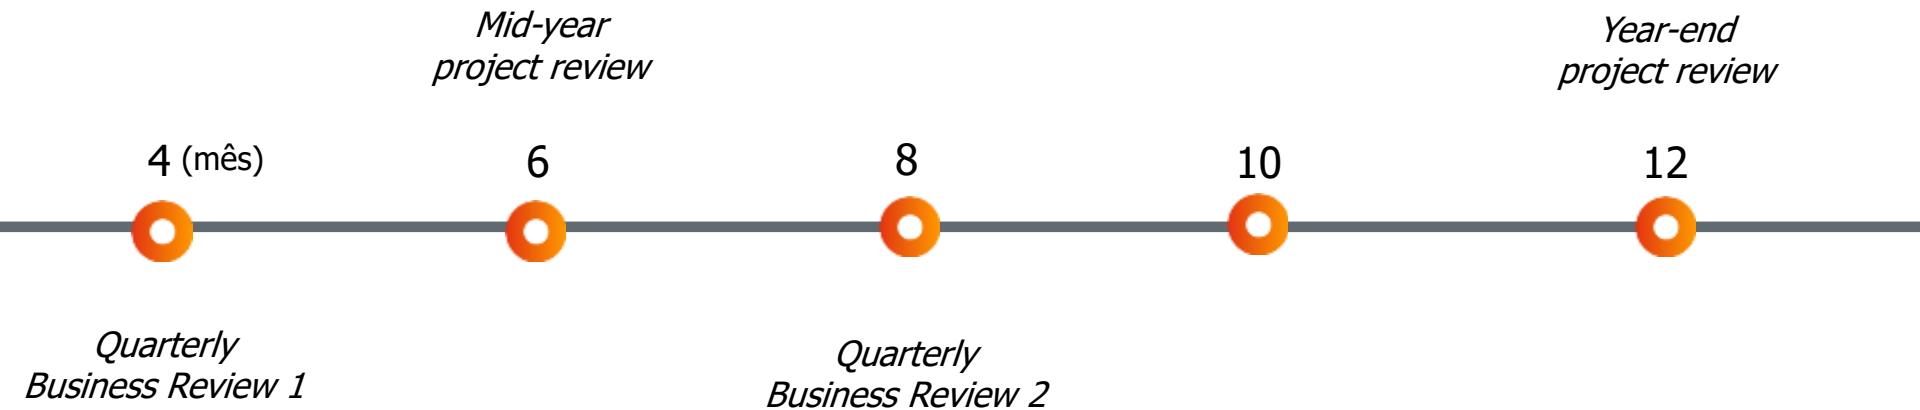 Mid-year
project review
Year-end
project review
4 (mês)
6
8
10
12
Quarterly
Business Review 1
Quarterly
Business Review 2